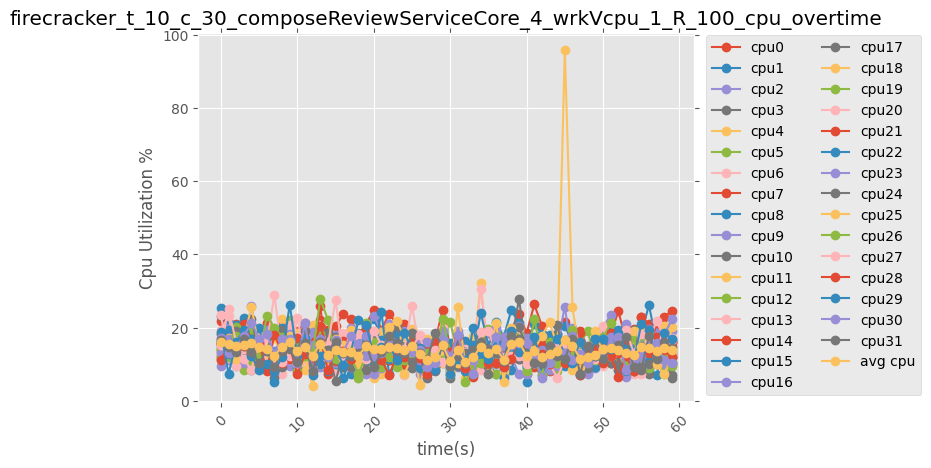 firecracker_t_10_c_30_composeReviewServiceCore_4_wrkVcpu_1_R_100_cpu_overtime
100
80
60
40
20
0
Cpu Utilization %
0
10
20
30
40
50
60
time(s)
cpu0
cpu1
cpu2
cpu3
cpu4
cpu5
cpu6
cpu7
cpu8
cpu9
cpu10
cpu11
cpu12
cpu13
cpu14
cpu15
cpu16
cpu17
cpu18
cpu19
cpu20
cpu21
cpu22
cpu23
cpu24
cpu25
cpu26
cpu27
cpu28
cpu29
cpu30
cpu31
avg cpu